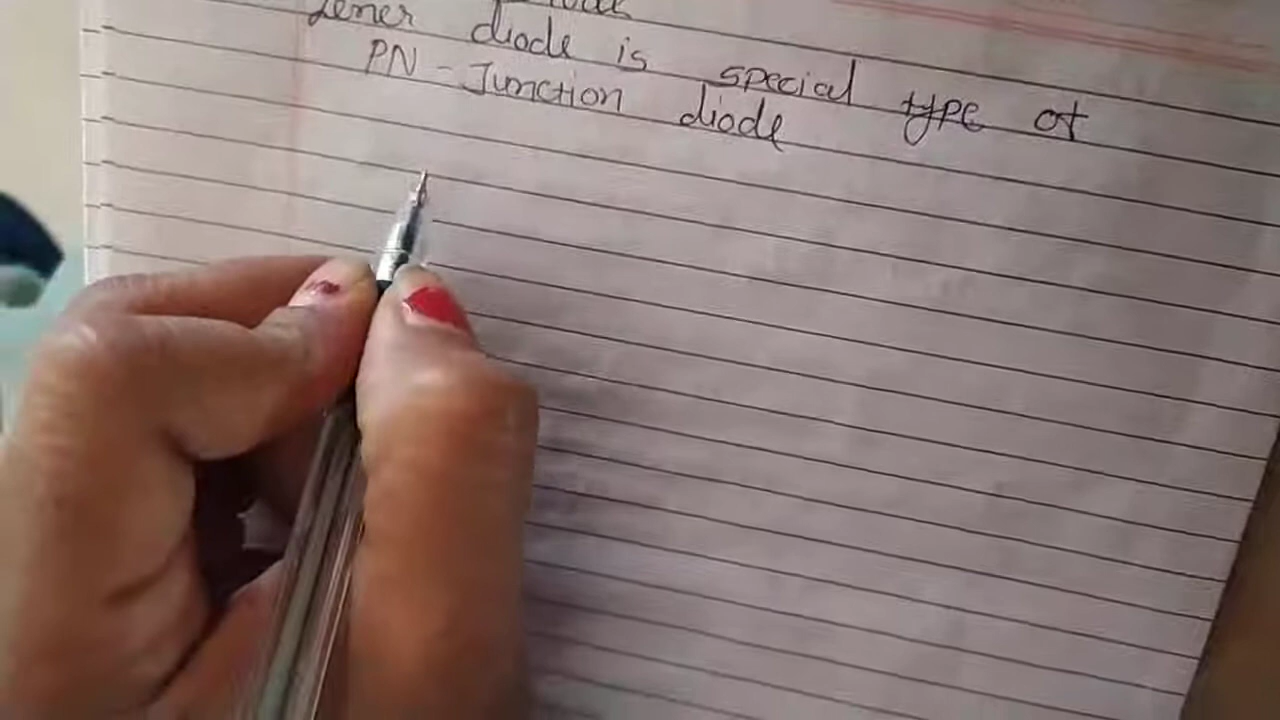 Zener diode is special type of
PN - Junction diode